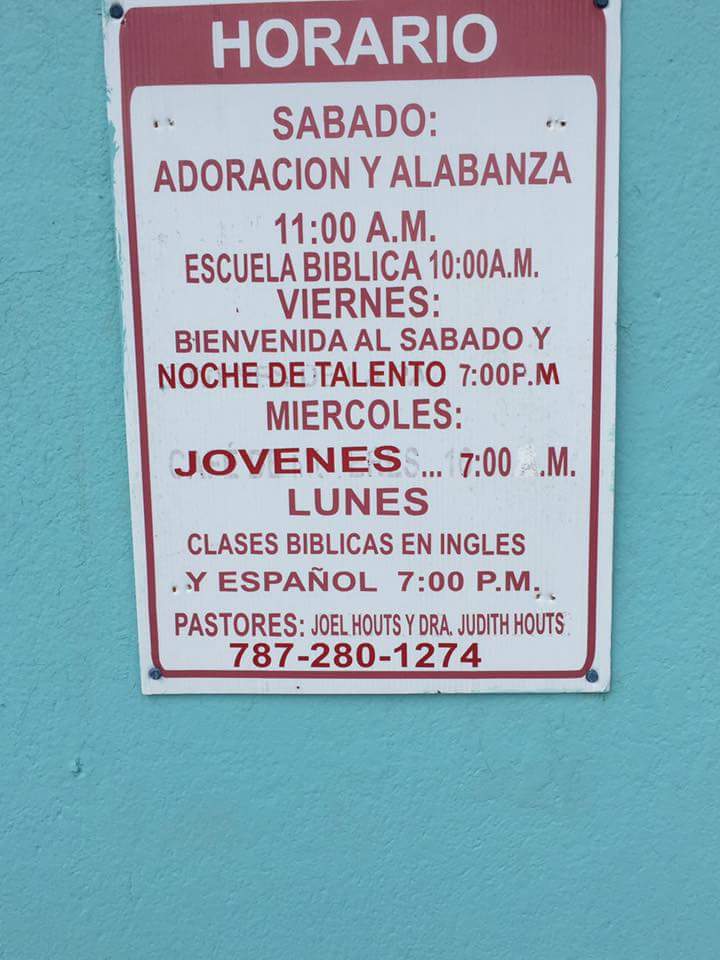 HORARIO
SABADO:
ADORACION Y ALABANZA
11:00 A.M.
ESCUELA BIBLICA 10:00A.M.
VIERNES:
BIENVENIDA AL SABADO Y
NOCHE DE TALENTO 7:00P.M
MIERCOLES:
JOVENES ... 7:00 .M.
LUNES
CLASES BIBLICAS EN INGLES
Y ESPAÑOL 7:00 P.M.
PASTORES: JOEL HOUTS Y DRA. JUDITH HOUTS
787-280-1274